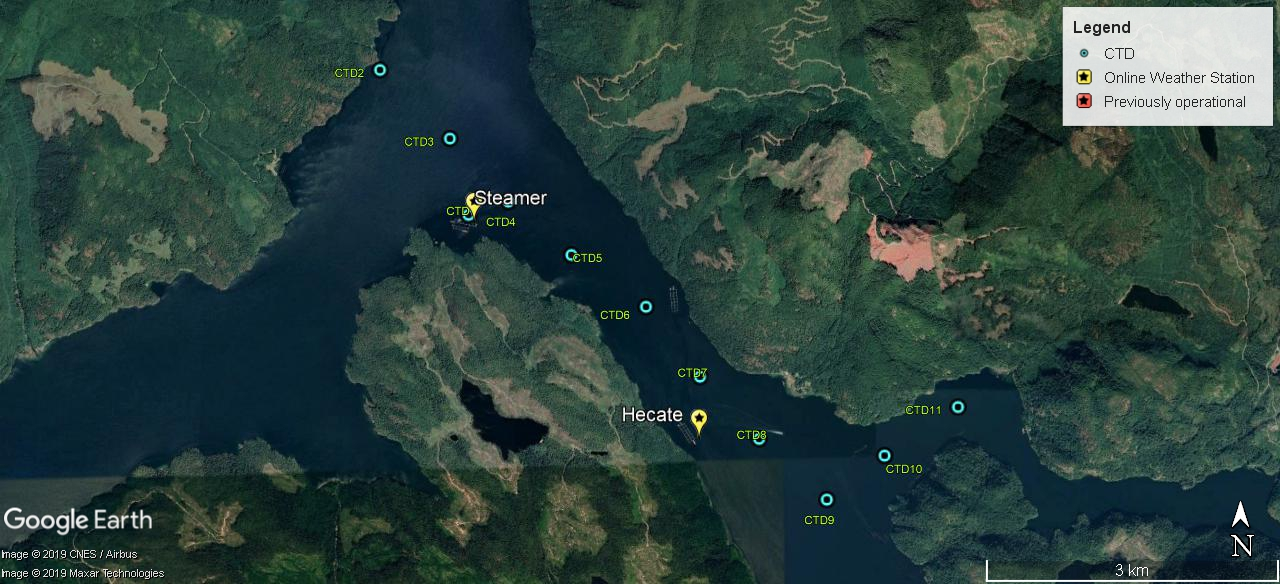 Legend
CTD
Online Weather Station
Previously operational
CTD2
CTD3
Steamer
CTD
CTD4
CTD5
CTD6
CTD7
Hecate
CTD8
CTD11
CTD10
CTD9
Google Earth
N
Image © 2019 CNES / Airbus
Image © 2019 Maxar Technologies
3 km